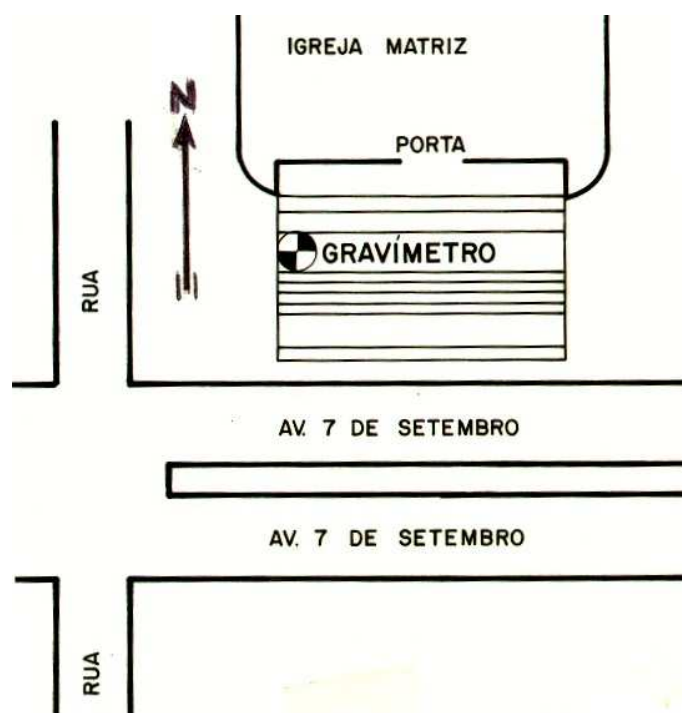 IGREJA MATRIZ
N
PORTA
GRAVÍMETRO
RUA
AV. 7 DE SETEMBRO
AV. 7 DE SETEMBRO
RUA